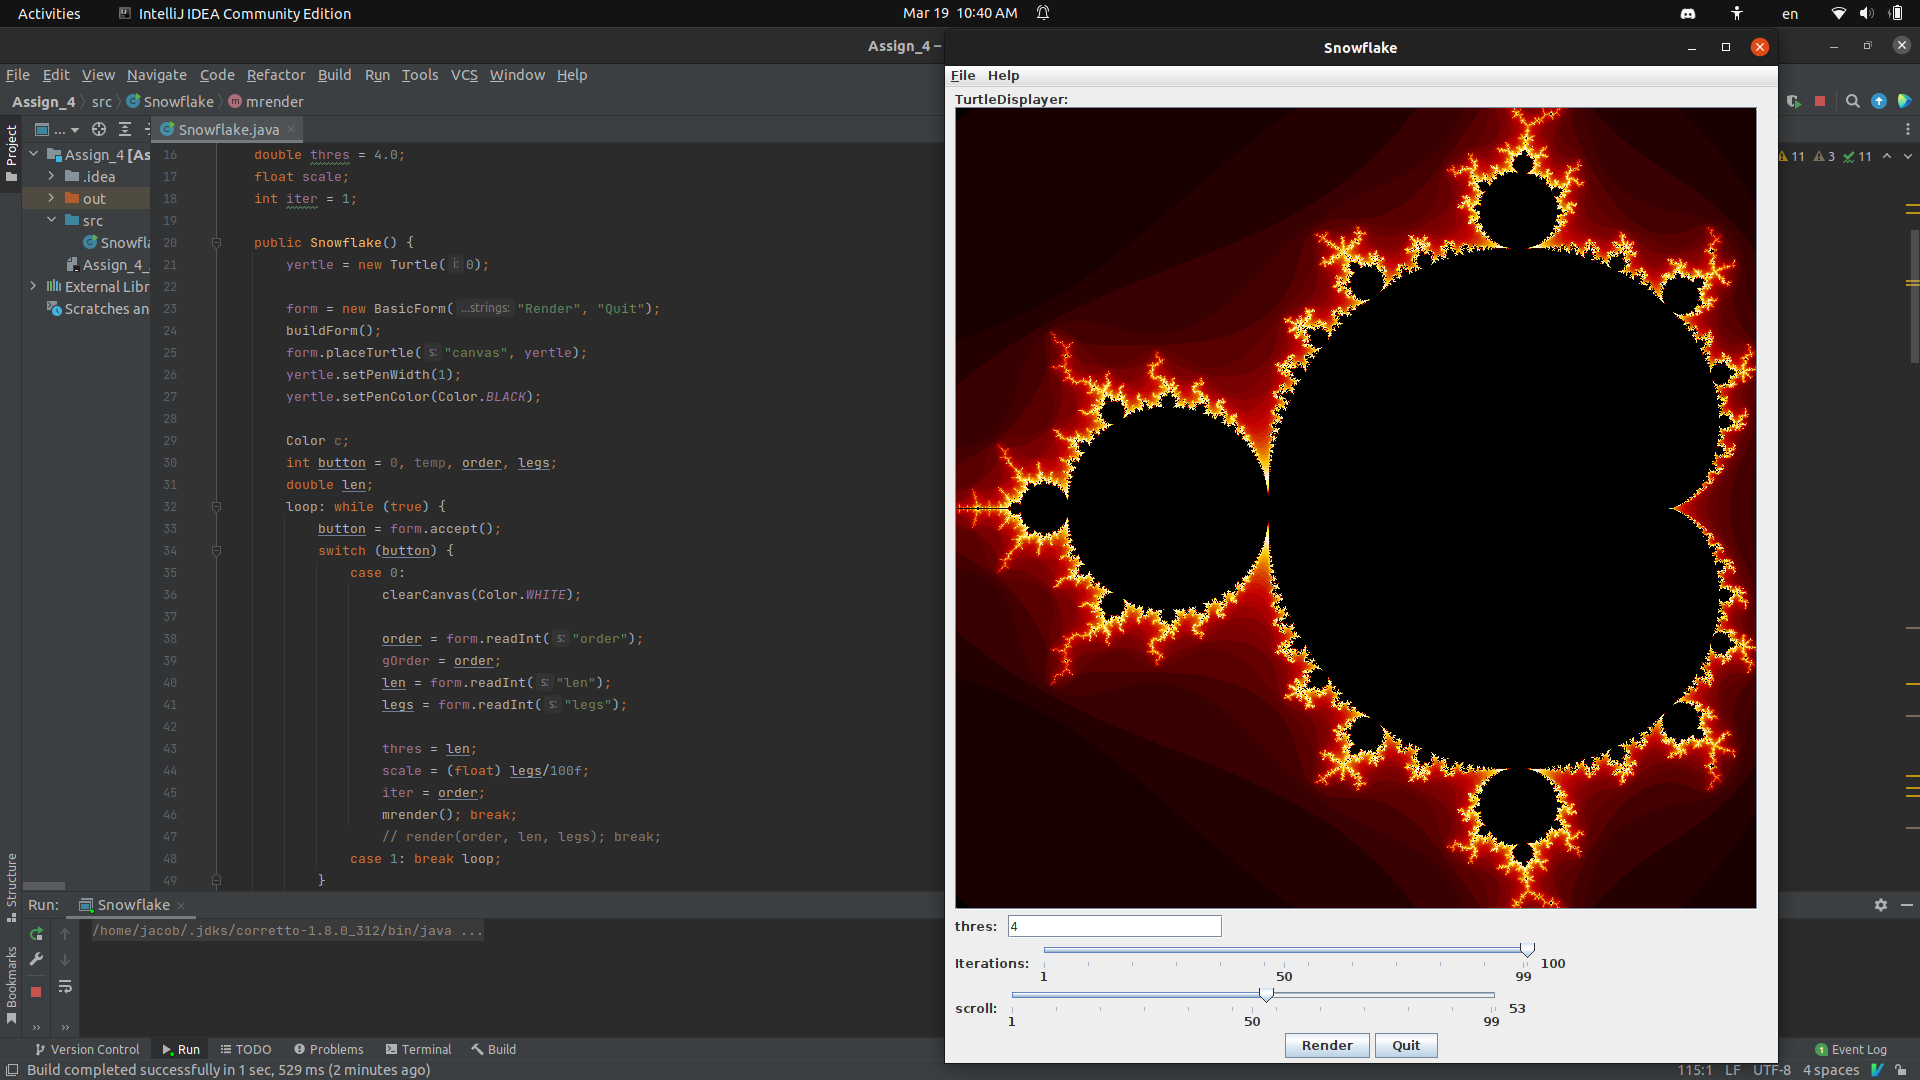 Activities IntelliJ IDEA Community Edition Mar 19 10:40 AM en
Assign_4 –
Snowflake
File Edit View Navigate Code Refactor Build Run Tools VCS Window Help
File Help
Assign_4 src Snowflake mrender
TurtleDisplayer:
Project
... Snowflake.java
Assign_4 [As
.idea
out
src
Snowfla
Assign_4_
External Libr
Scratches an
11 3 11
16 double thres = 4.0;
17 float scale;
18 int iter = 1;
19
20 public Snowflake() {
21 yertle = new Turtle( i: 0);
22
23 form = new BasicForm( ...strings: "Render", "Quit");
24 buildForm();
25 form.placeTurtle( s: "canvas", yertle);
26 yertle.setPenWidth(1);
27 yertle.setPenColor(Color.BLACK);
28
29 Color c;
30 int button = 0, temp, order, legs;
31 double len;
32 loop: while (true) {
33 button = form.accept();
34 switch (button) {
35 case 0:
36 clearCanvas(Color.WHITE);
37
38 order = form.readInt( s: "order");
39 gOrder = order;
40 len = form.readInt( s: "len");
41 legs = form.readInt( s: "legs");
42
43 thres = len;
44 scale = (float) legs/100f;
45 iter = order;
46 mrender(); break;
47 // render(order, len, legs); break;
48 case 1: break loop;
49 }
Structure
Bookmarks
Run: Snowflake
/home/jacob/.jdks/corretto-1.8.0_312/bin/java ...
thres: 4
Iterations: 100
1 50 99
scroll: 53
1 50 99
Render Quit
Version Control Run TODO Problems Terminal Build 1 Event Log
Build completed successfully in 1 sec, 529 ms (2 minutes ago) 115:1 LF UTF-8 4 spaces